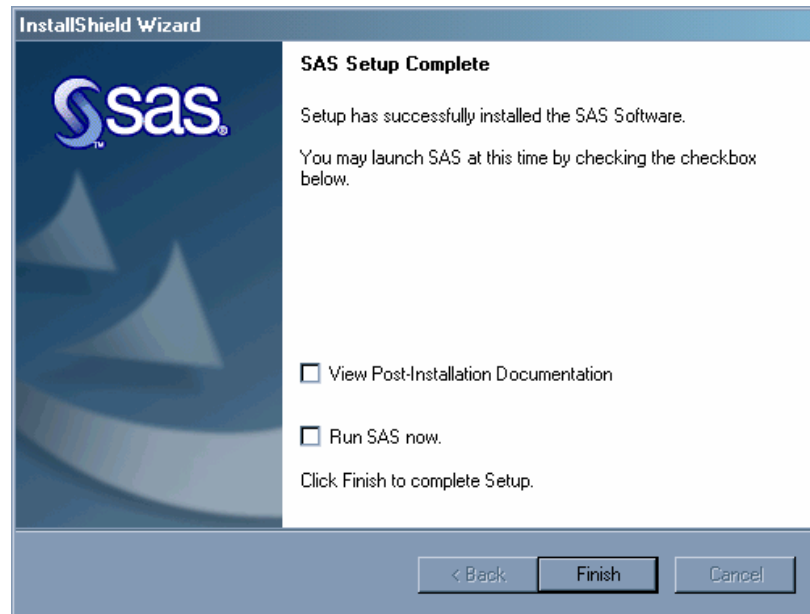 InstallShield Wizard
sas®
™
SAS Setup Complete
Setup has successfully installed the SAS Software.
You may launch SAS at this time by checking the checkbox
below.
View Post-Installation Documentation
Run SAS now.
Click Finish to complete Setup.
< Back
Finish
Cancel